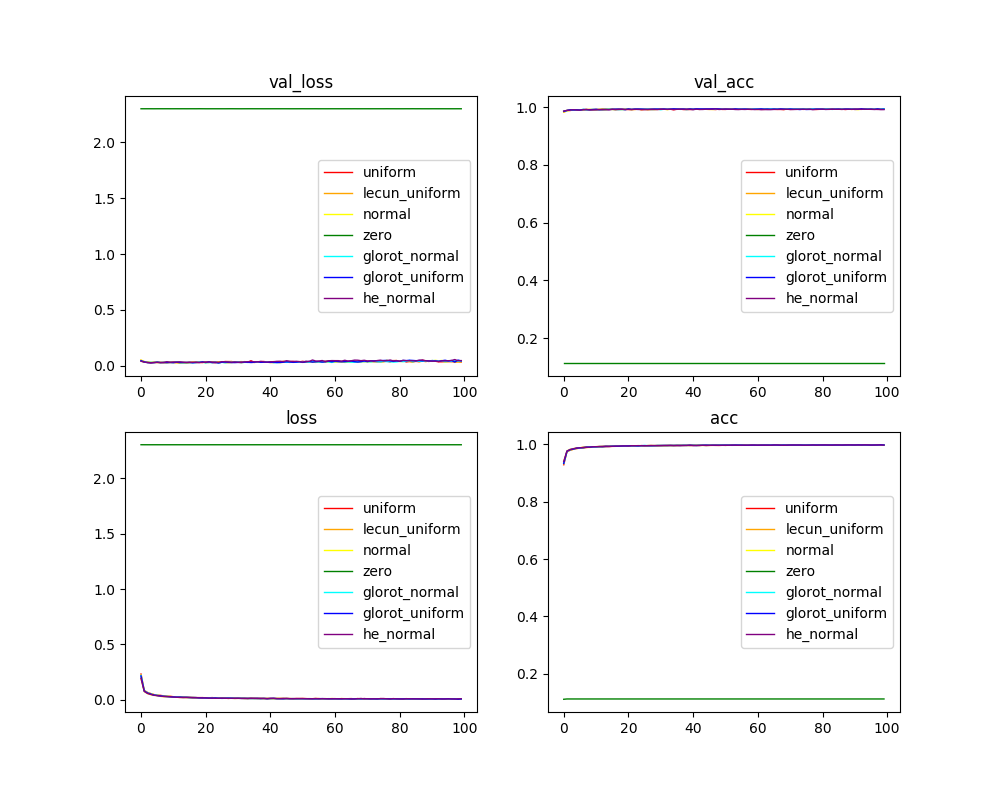 val_loss
2.0
1.5
1.0
0.5
0.0
uniform
lecun_uniform
normal
zero
glorot_normal
glorot_uniform
he_normal
0 20 40 60 80 100
val_acc
1.0
0.8
0.6
0.4
0.2
uniform
lecun_uniform
normal
zero
glorot_normal
glorot_uniform
he_normal
0 20 40 60 80 100
loss
2.0
1.5
1.0
0.5
0.0
uniform
lecun_uniform
normal
zero
glorot_normal
glorot_uniform
he_normal
0 20 40 60 80 100
acc
1.0
0.8
0.6
0.4
0.2
uniform
lecun_uniform
normal
zero
glorot_normal
glorot_uniform
he_normal
0 20 40 60 80 100